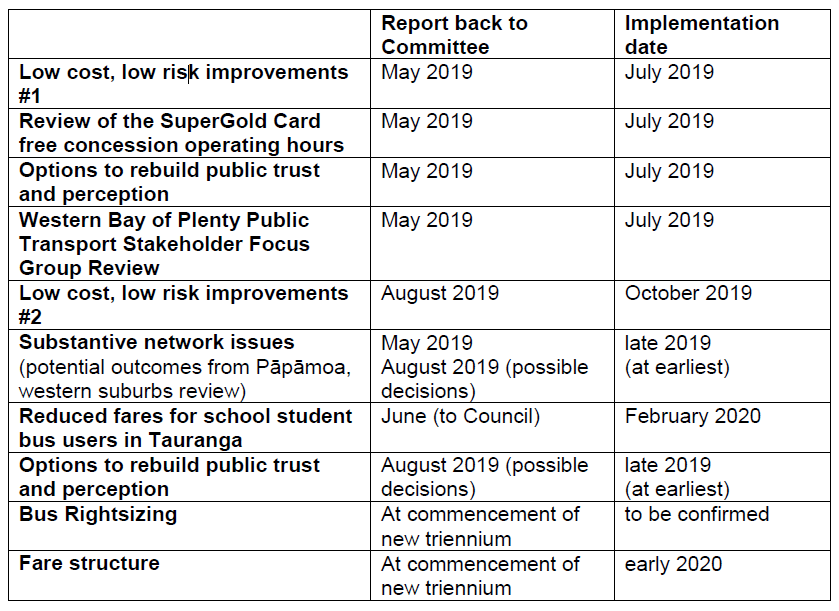 Report back to Committee
Implementation date
Low cost, low risk improvements #1
May 2019
July 2019
Review of the SuperGold Card free concession operating hours
May 2019
July 2019
Options to rebuild public trust and perception
May 2019
July 2019
Western Bay of Plenty Public Transport Stakeholder Focus Group Review
May 2019
July 2019
Low cost, low risk improvements #2
August 2019
October 2019
Substantive network issues
(potential outcomes from Pāpāmoa, western suburbs review)
May 2019
August 2019 (possible decisions)
late 2019
(at earliest)
Reduced fares for school student bus users in Tauranga
June (to Council)
February 2020
Options to rebuild public trust and perception
August 2019 (possible decisions)
late 2019
(at earliest)
Bus Rightsizing
At commencement of new triennium
to be confirmed
Fare structure
At commencement of new triennium
early 2020